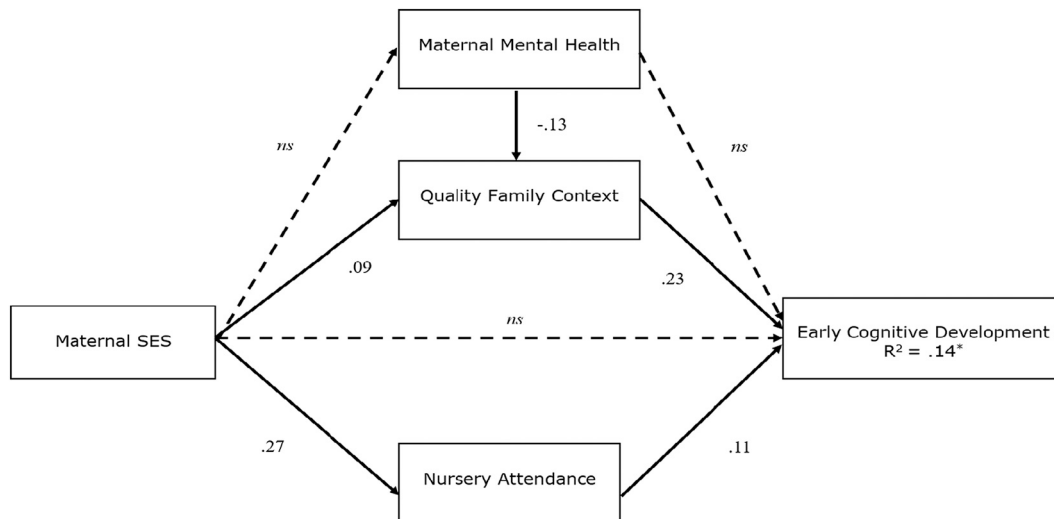 Maternal Mental Health
-.13
ns
ns
Quality Family Context
.09
.23
ns
Maternal SES
Early Cognitive Development
R² = .14*
.27
.11
Nursery Attendance